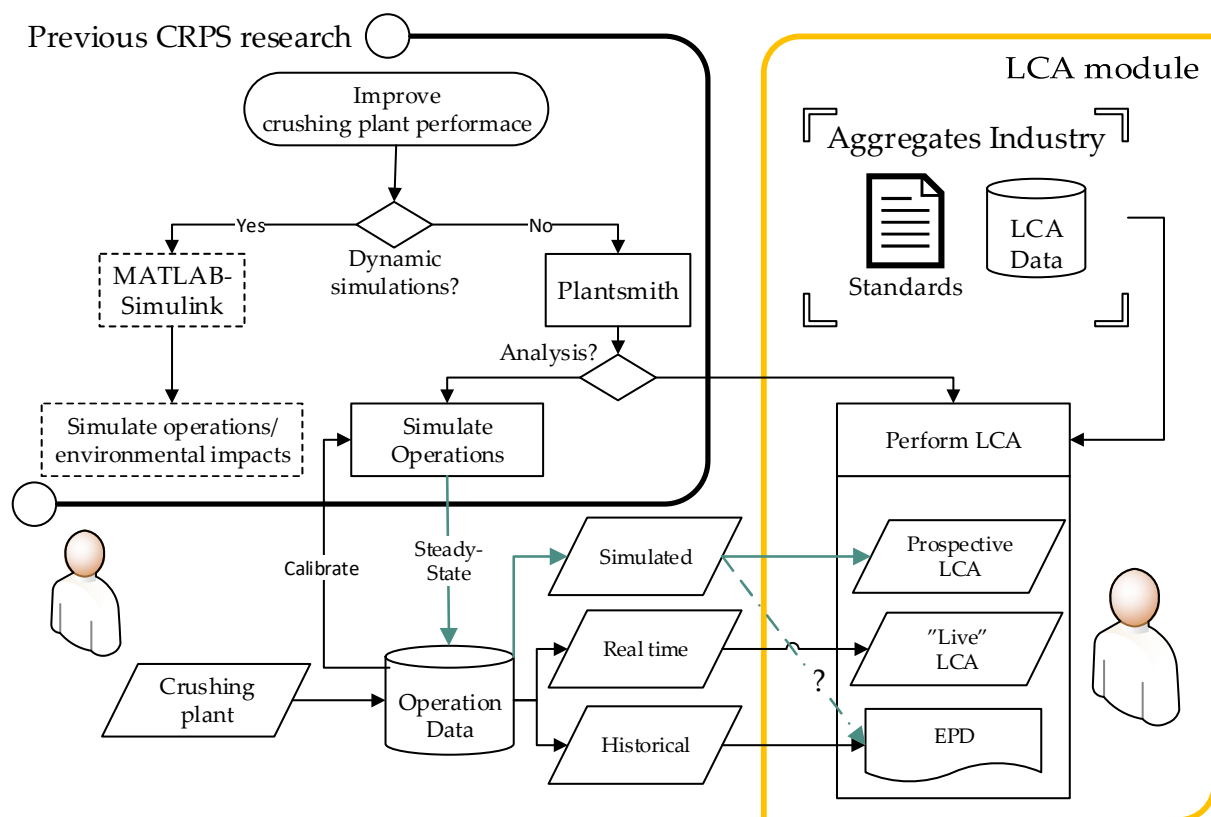 Previous CRPS research
LCA module
Improve
crushing plant performace
Aggregates Industry
Yes
No
LCA
Data
Dynamic
simulations?
MATLAB-
Simulink
Plantsmith
Standards
Analysis?
Simulate operations/
environmental impacts
Simulate
Operations
Perform LCA
Steady-
State
Calibrate
Simulated
Prospective
LCA
Real time
”Live”
LCA
?
Crushing
plant
Operation
Data
Historical
EPD